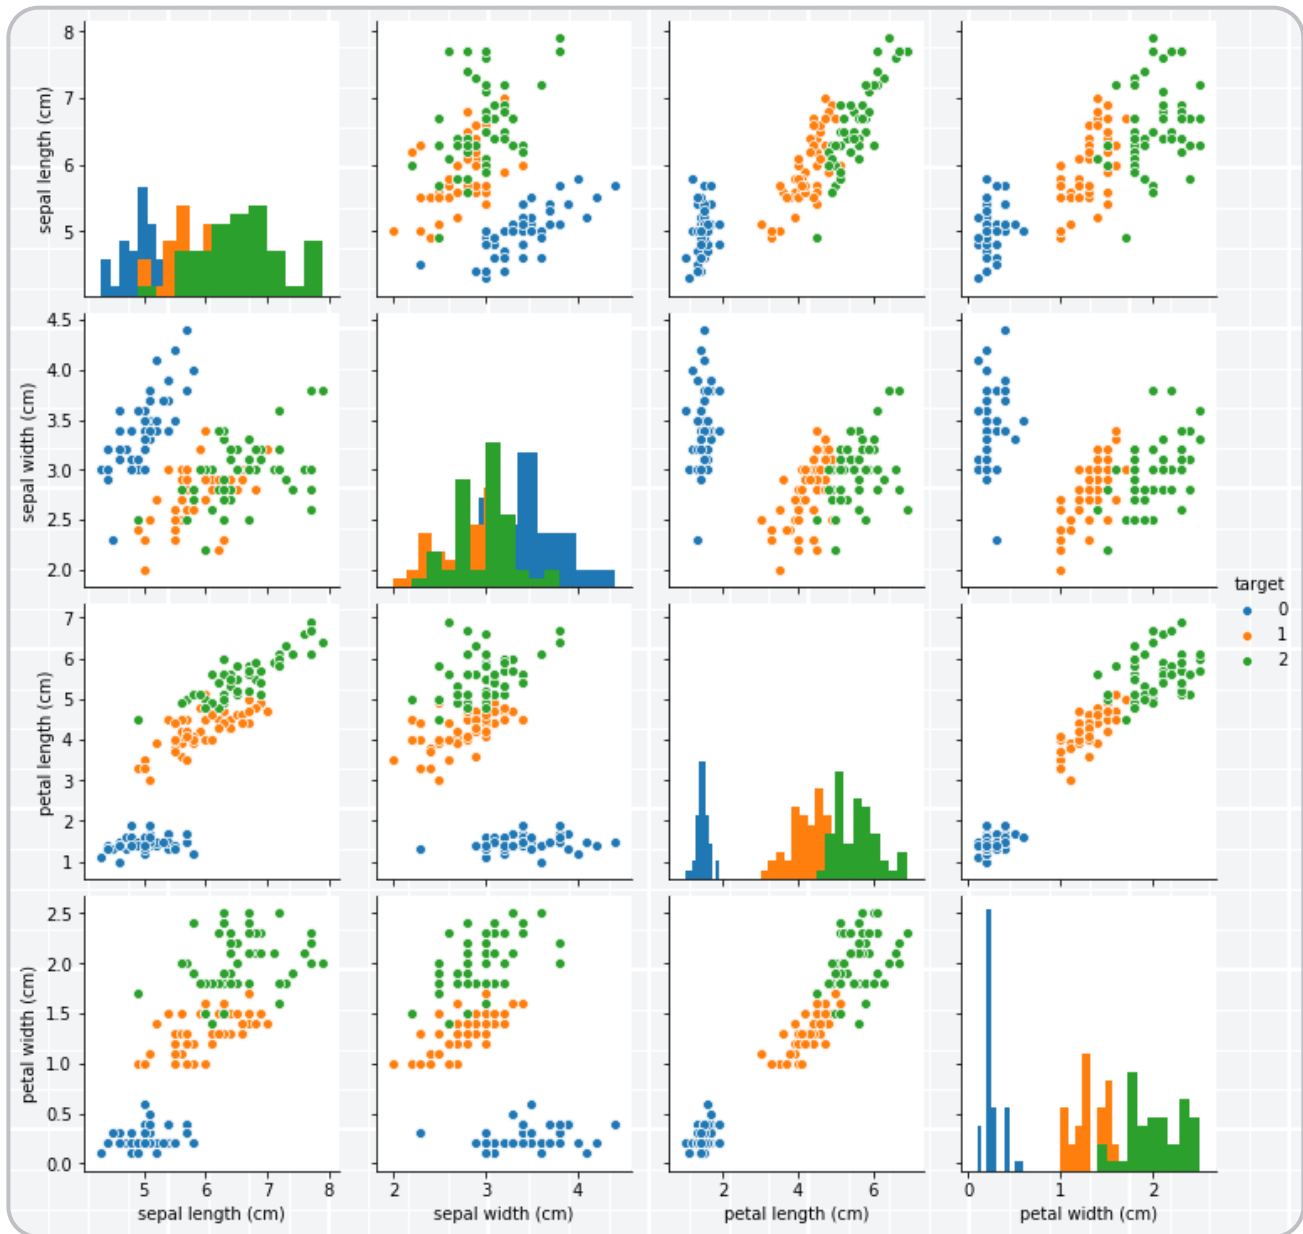 8
7
6
5
sepal length (cm)
4.5
4.0
3.5
3.0
2.5
2.0
sepal width (cm)
target
0
1
2
7
6
5
4
3
2
1
petal length (cm)
2.5
2.0
1.5
1.0
0.5
0.0
petal width (cm)
5 6 7 8
sepal length (cm)
2 3 4
sepal width (cm)
2 4 6
petal length (cm)
0 1 2
petal width (cm)